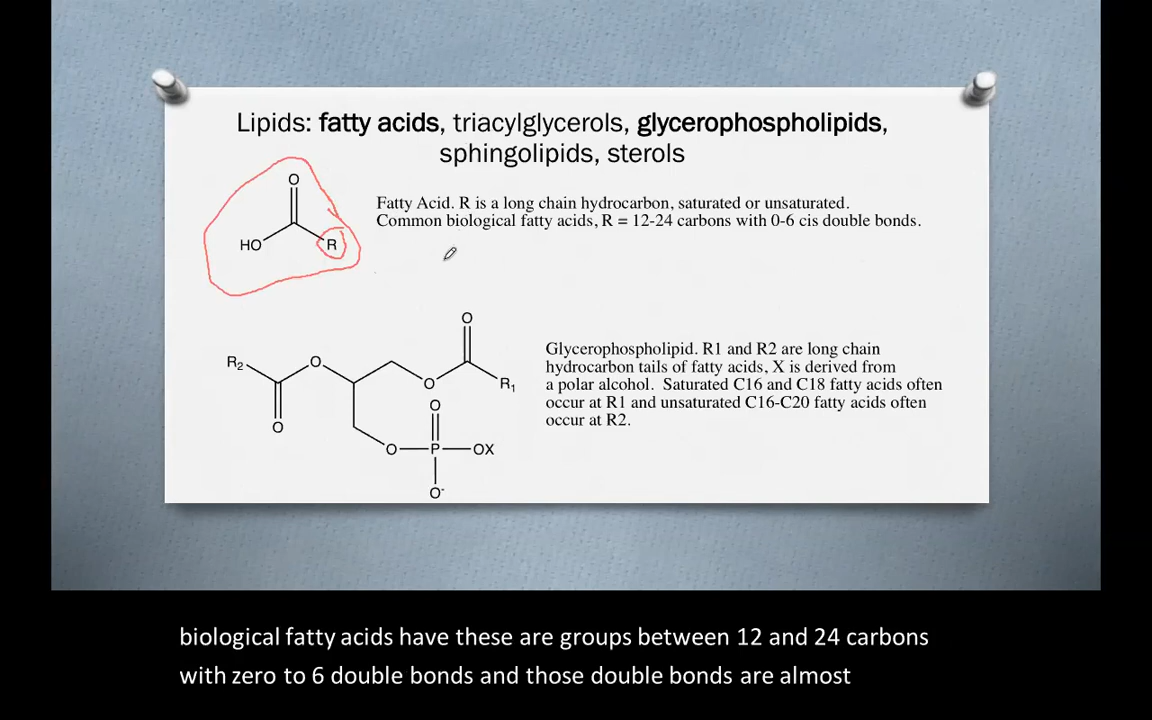 Lipids: fatty acids, triacylglycerols, glycerophospholipids,
sphingolipids, sterols
O
HO
R
Fatty Acid. R is a long chain hydrocarbon, saturated or unsaturated.
Common biological fatty acids, R = 12-24 carbons with 0-6 cis double bonds.
O
R2
O
O
R1
O
O
O
P
OX
O-
Glycerophospholipid. R1 and R2 are long chain
hydrocarbon tails of fatty acids, X is derived from
a polar alcohol. Saturated C16 and C18 fatty acids often
occur at R1 and unsaturated C16-C20 fatty acids often
occur at R2.
biological fatty acids have these are groups between 12 and 24 carbons
with zero to 6 double bonds and those double bonds are almost